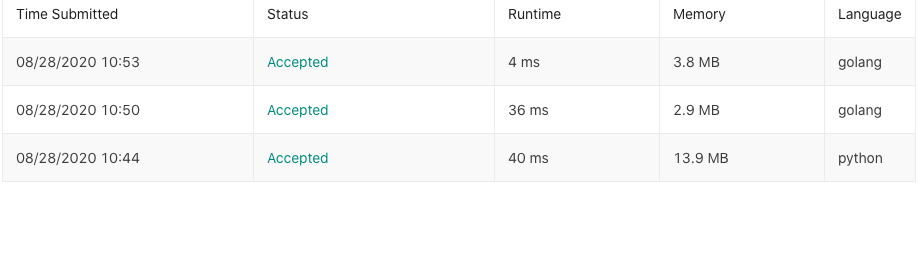 Time Submitted Status Runtime Memory Language
08/28/2020 10:53 Accepted 4 ms 3.8 MB golang
08/28/2020 10:50 Accepted 36 ms 2.9 MB golang
08/28/2020 10:44 Accepted 40 ms 13.9 MB python